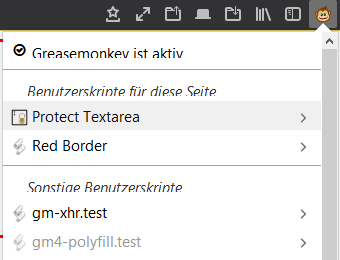 Greasemonkey ist aktiv
Benutzerskripte für diese Seite
Protect Textarea
Red Border
Sonstige Benutzerskripte
gm-xhr.test
gm4-polyfill.test